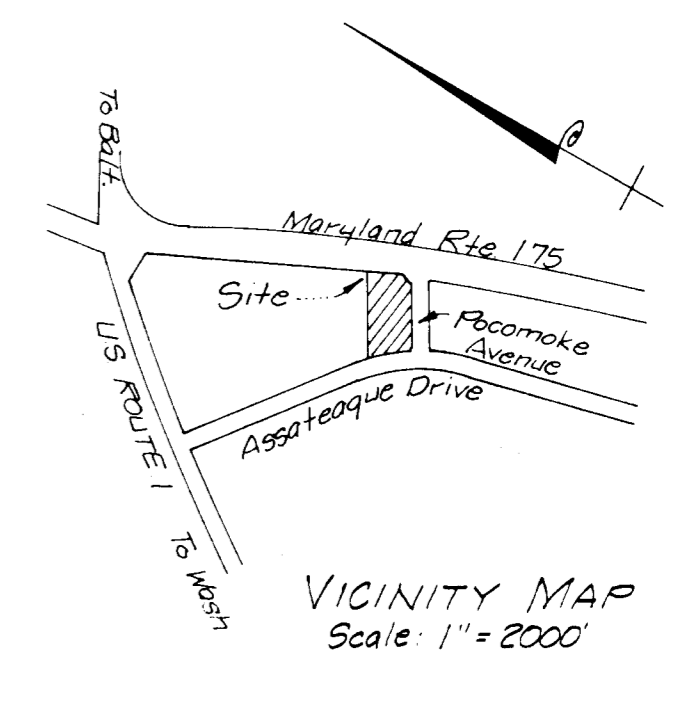 To Balt.
Maryland Rte. 175
Site
Pocomoke
Avenue
Assateaque Drive
U.S. ROUTE 1
To Wash
VICINITY MAP
Scale: 1" = 2000'